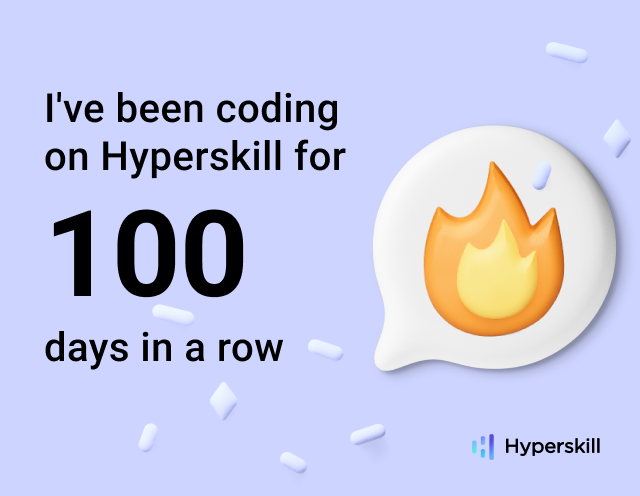 I've been coding
on Hyperskill for
100
days in a row
Hyperskill